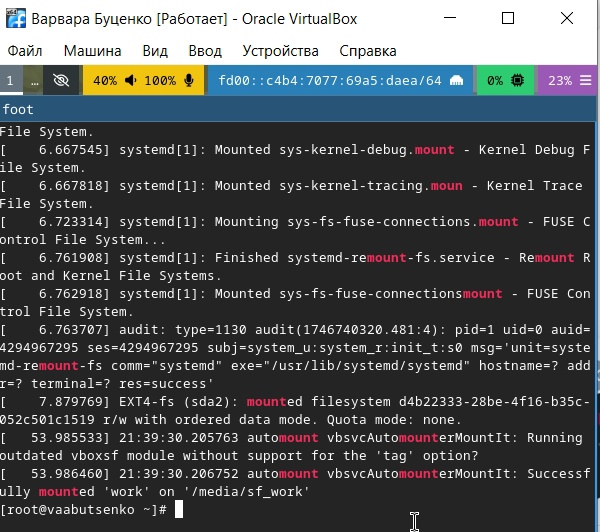 Варвара Буценко [Работает] - Oracle VirtualBox
Файл Машина Вид Ввод Устройства Справка
1 … 40% 100% fd00::c4b4:7077:69a5:daea/64 0% 23%
foot
File System.
[    6.667545] systemd[1]: Mounted sys-kernel-debug.mount - Kernel Debug F
ile System.
[    6.667818] systemd[1]: Mounted sys-kernel-tracing.moun - Kernel Trace
File System.
[    6.723314] systemd[1]: Mounting sys-fs-fuse-connections.mount - FUSE C
ontrol File System...
[    6.761908] systemd[1]: Finished systemd-remount-fs.service - Remount R
oot and Kernel File Systems.
[    6.762918] systemd[1]: Mounted sys-fs-fuse-connectionsmount - FUSE Con
trol File System.
[    6.763707] audit: type=1130 audit(1746740320.481:4): pid=1 uid=0 auid=
4294967295 ses=4294967295 subj=system_u:system_r:init_t:s0 msg='unit=syste
md-remount-fs comm="systemd" exe="/usr/lib/systemd/systemd" hostname=? add
r=? terminal=? res=success'
[    7.879769] EXT4-fs (sda2): mounted filesystem d4b22333-28be-4f16-b35c-
052c501c1519 r/w with ordered data mode. Quota mode: none.
[   53.985533] 21:39:30.205763 automount vbsvcAutomounterMountIt: Running
outdated vboxsf module without support for the 'tag' option?
[   53.986460] 21:39:30.206752 automount vbsvcAutomounterMountIt: Successf
ully mounted 'work' on '/media/sf_work'
[root@vaabutsenko ~]#